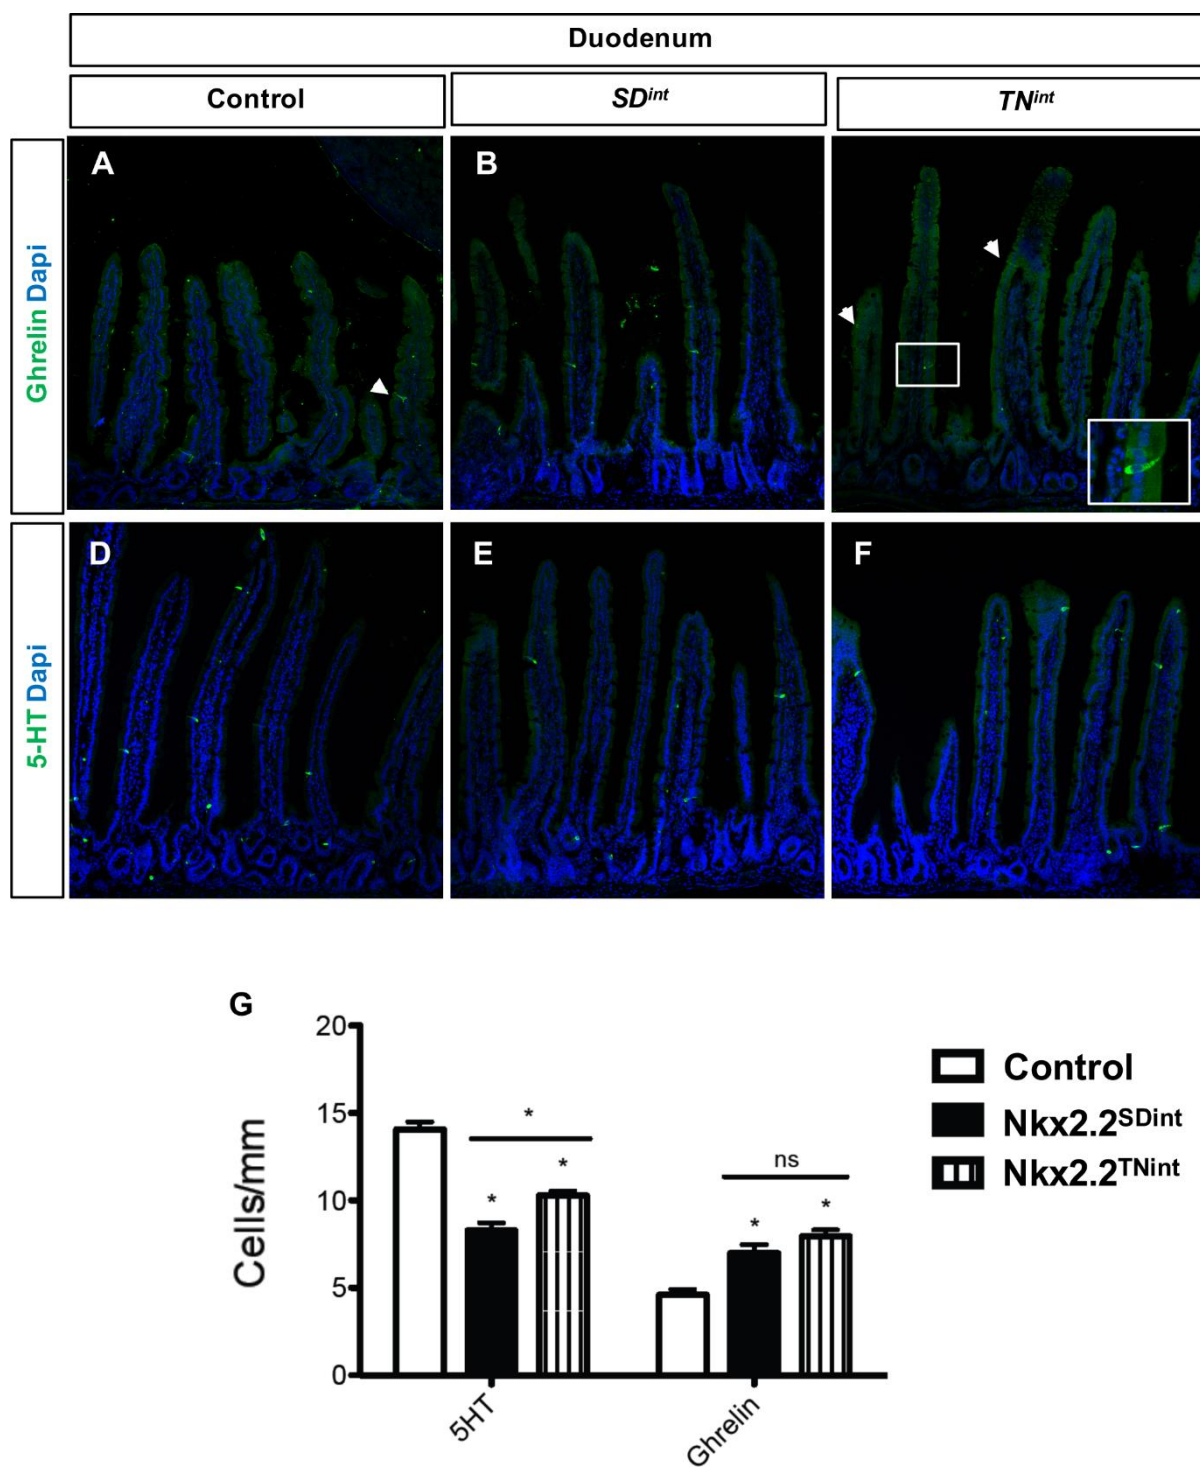 Duodenum
Control
SDint
TNint
Ghrelin Dapi
A
B
5-HT Dapi
D
E
F
G
Cells/mm
20
15
10
5
0
*
*
*
ns
*
*
5HT
Ghrelin
Control
Nkx2.2SDint
Nkx2.2TNint